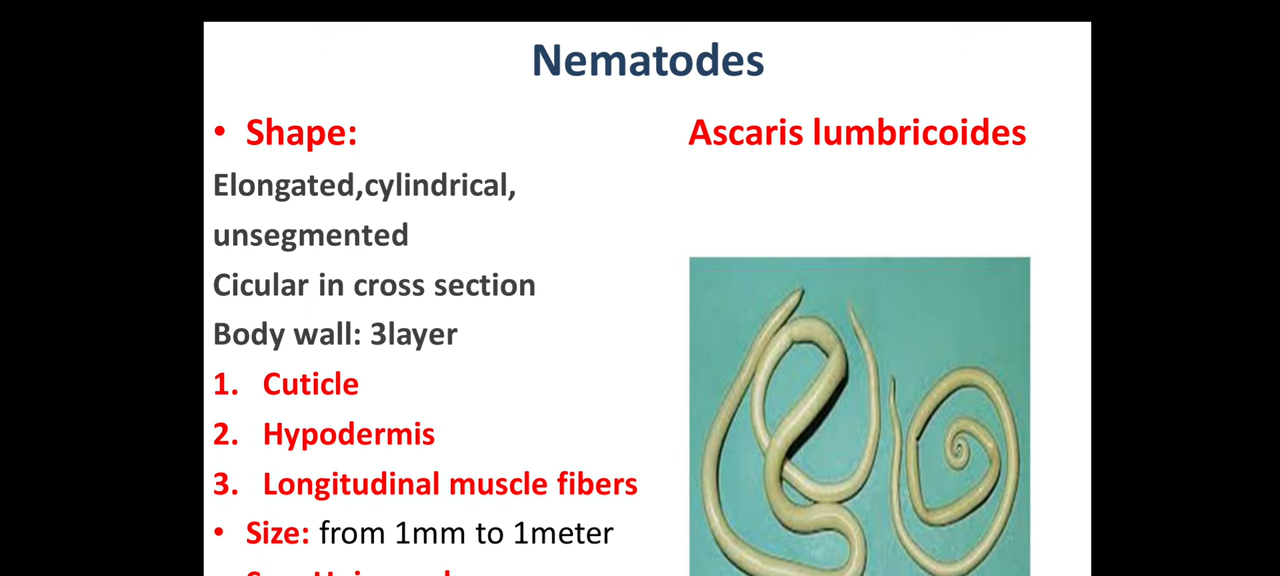 Nematodes
• Shape:
Elongated,cylindrical,
unsegmented
Cicular in cross section
Body wall: 3layer
1. Cuticle
2. Hypodermis
3. Longitudinal muscle fibers
• Size: from 1mm to 1meter
Ascaris lumbricoides